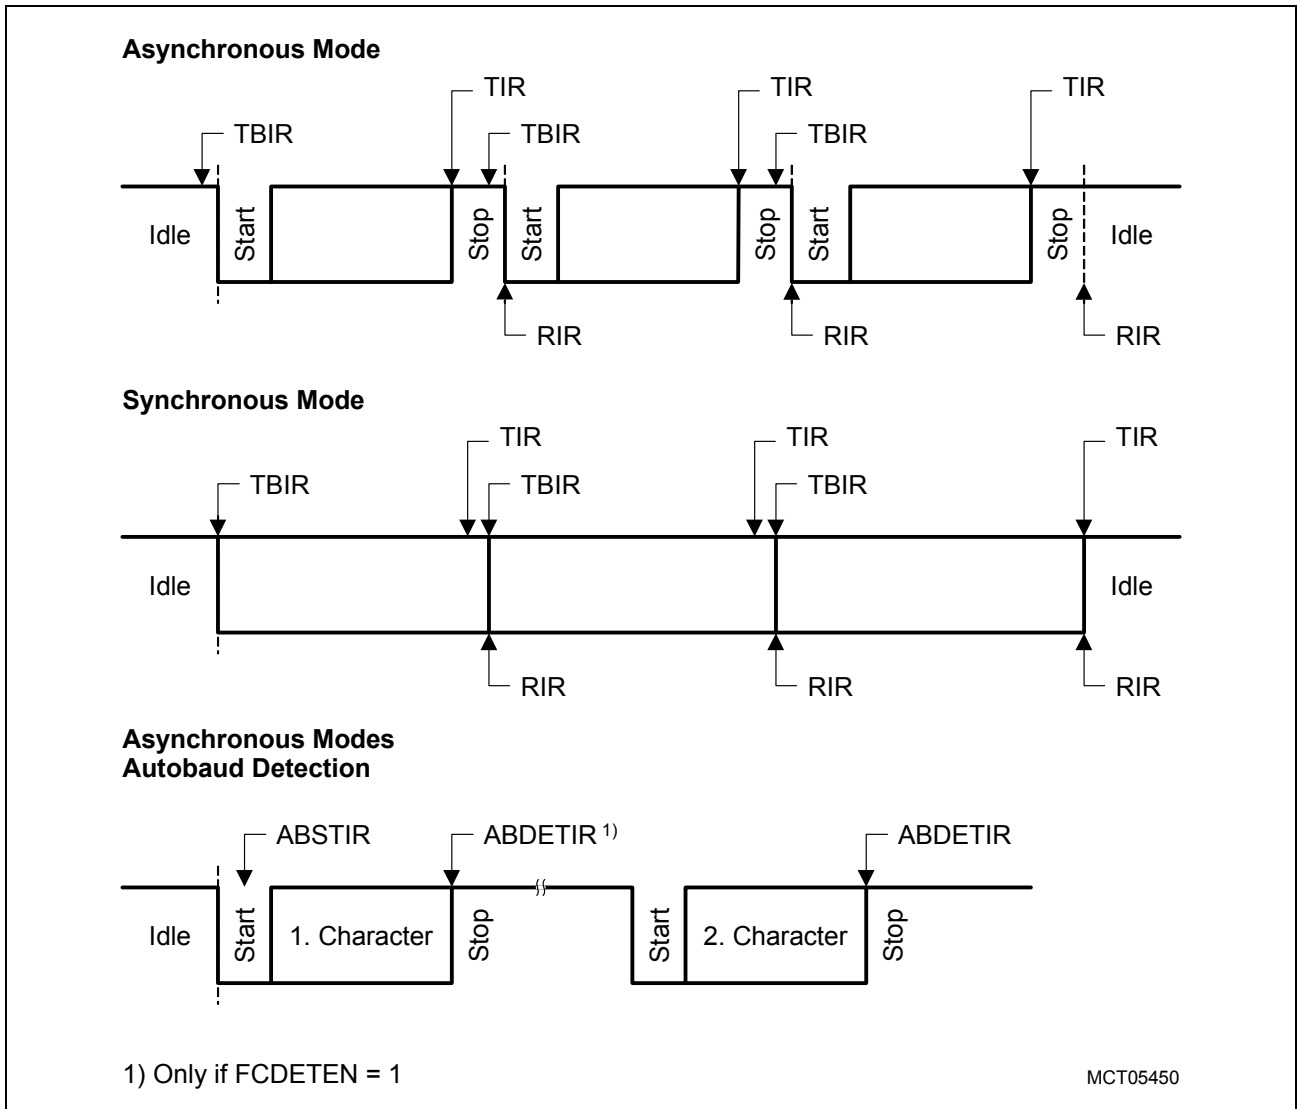 Asynchronous Mode
TIR TIR TIR
TBIR TBIR TBIR
Idle Start Stop Start Stop Start Stop Idle
RIR RIR RIR
Synchronous Mode
TIR TIR TIR
TBIR TBIR TBIR
Idle Idle
RIR RIR RIR
Asynchronous Modes
Autobaud Detection
ABSTIR ABDETIR 1) ABDETIR
Idle Start 1. Character Stop Start 2. Character Stop
1) Only if FCDETEN = 1 MCT05450